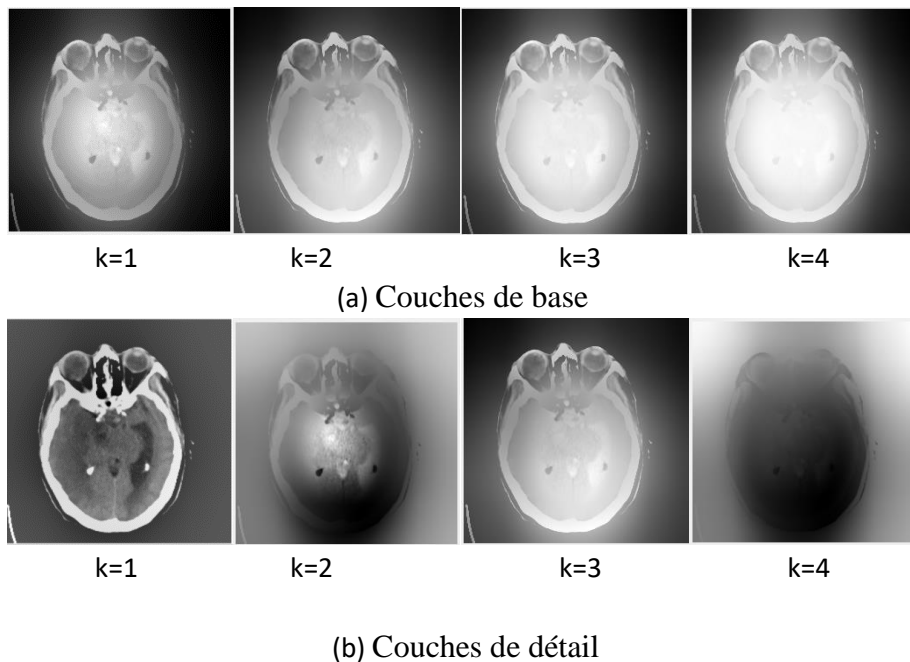 k=1 k=2 k=3 k=4
(a) Couches de base
k=1 k=2 k=3 k=4
(b) Couches de détail